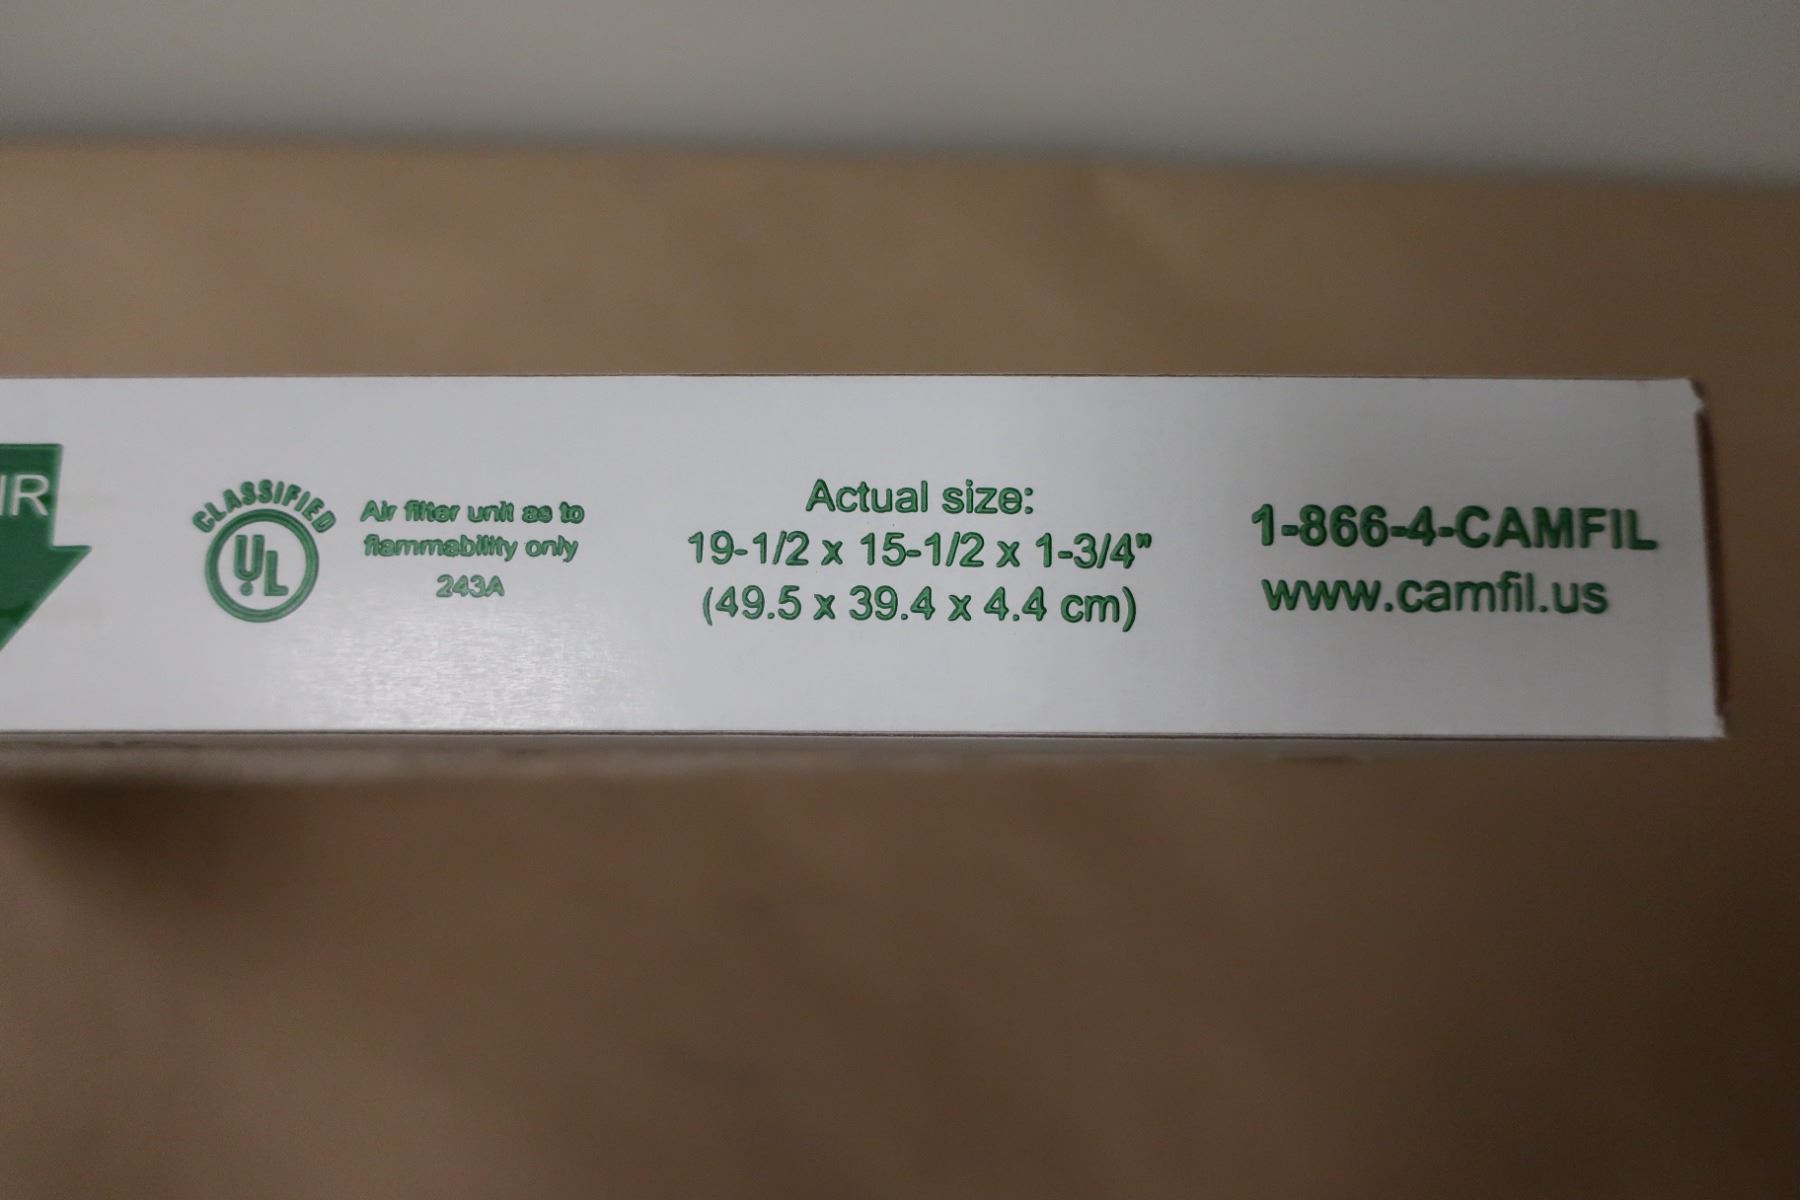 IR
CLASSIFIED
UL
Air filter unit as to
flammability only
243A
Actual size:
19-1/2 x 15-1/2 x 1-3/4"
(49.5 x 39.4 x 4.4 cm)
1-866-4-CAMFIL
www.camfil.us